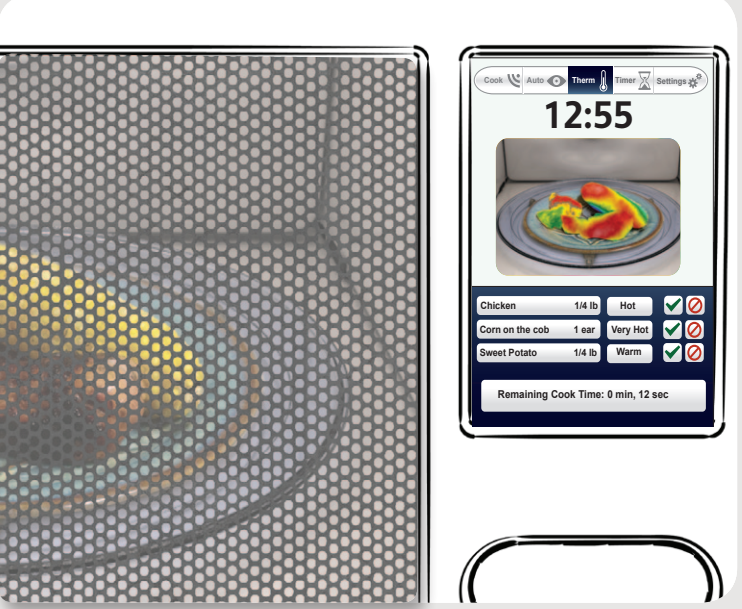 Cook Auto Therm Timer Settings
12:55
Chicken 1/4 lb Hot
Corn on the cob 1 ear Very Hot
Sweet Potato 1/4 lb Warm
Remaining Cook Time: 0 min, 12 sec